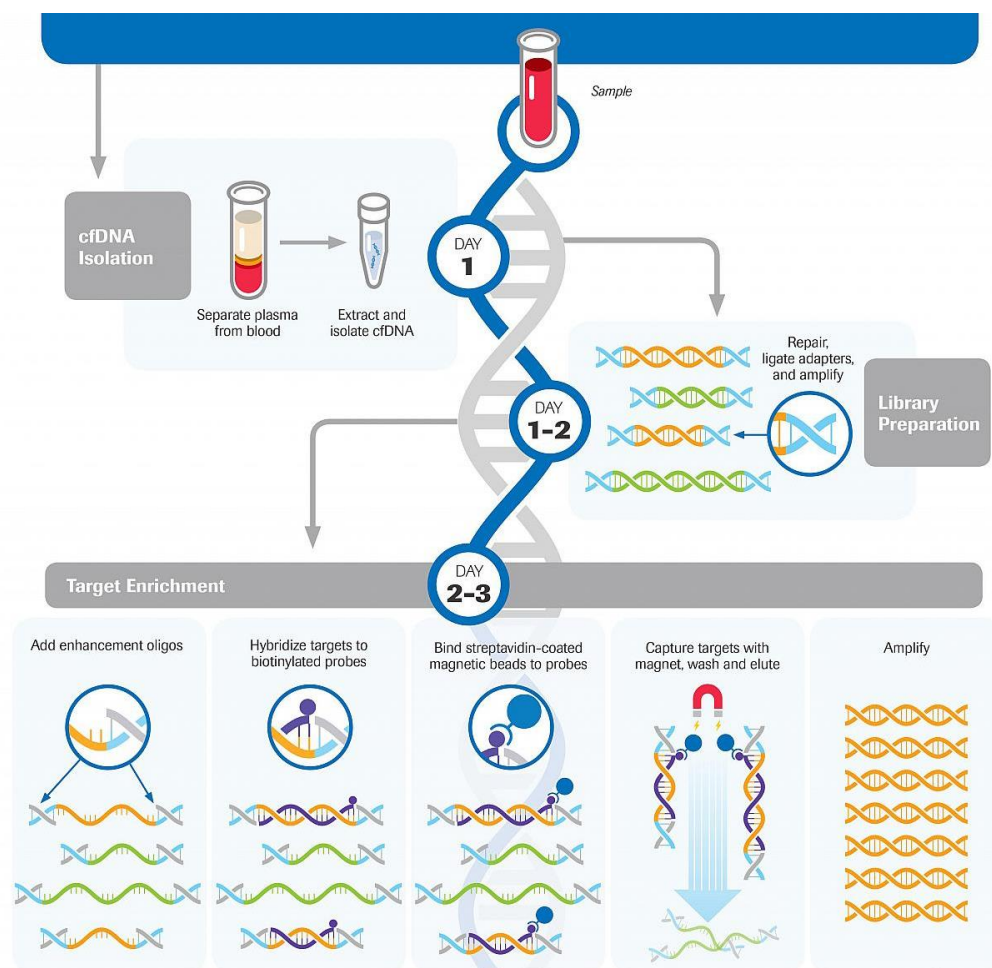 Sample
cfDNA
Isolation
Separate plasma
from blood
Extract and
isolate cfDNA
DAY
1
Repair,
ligate adapters,
and amplify
Library
Preparation
DAY
1-2
Target Enrichment
DAY
2-3
Add enhancement oligos
Hybridize targets to
biotinylated probes
Bind streptavidin-coated
magnetic beads to probes
Capture targets with
magnet, wash and elute
Amplify